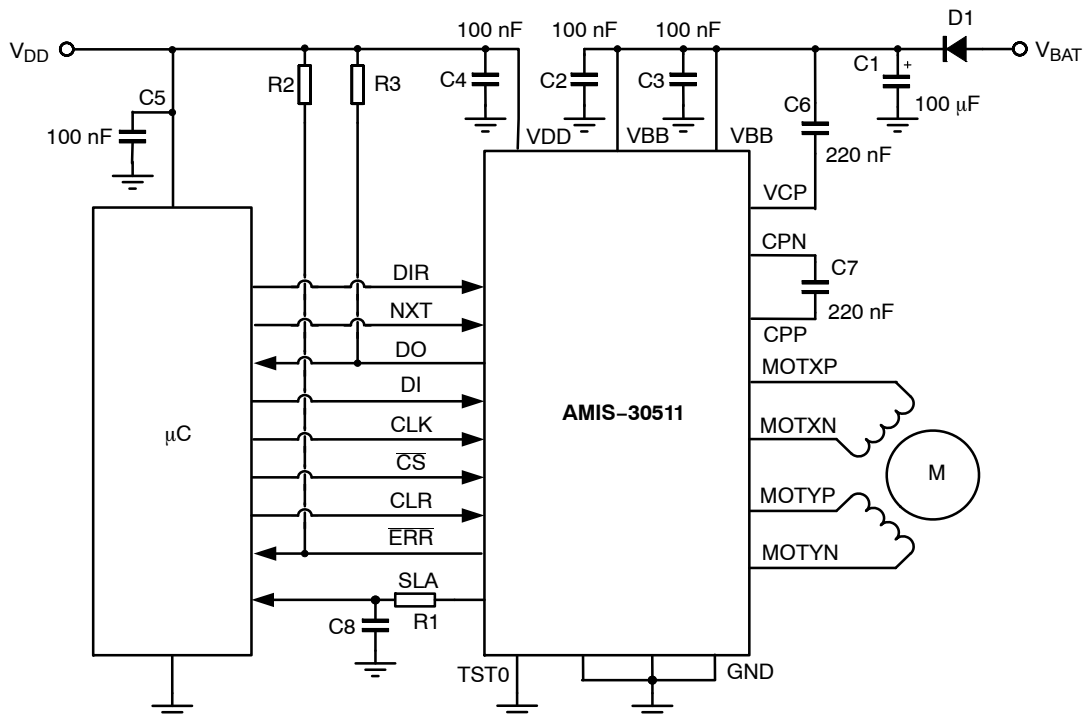 100 nF
100 nF
100 nF
D1
VDD
VBAT
R2
R3
C4
C2
C3
C1
+
100 μF
C5
100 nF
C6
220 nF
VDD
VBB
VBB
VCP
CPN
C7
220 nF
CPP
DIR
NXT
DO
DI
CLK
CS
CLR
ERR
SLA
R1
C8
μC
AMIS−30511
MOTXP
MOTXN
M
MOTYP
MOTYN
TST0
GND